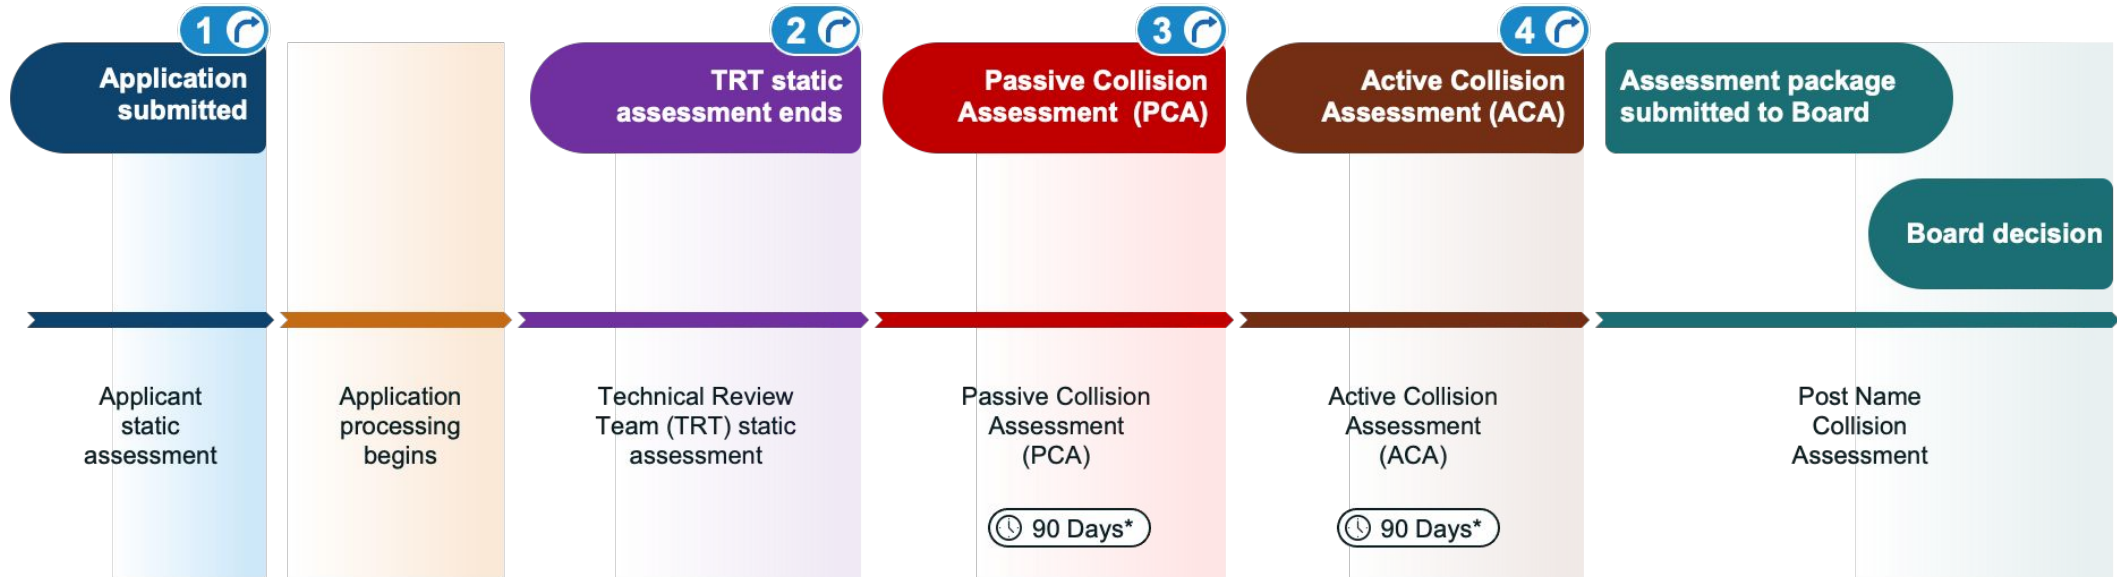 1
Application
submitted
2
TRT static
assessment ends
3
Passive Collision
Assessment (PCA)
4
Active Collision
Assessment (ACA)
Assessment package
submitted to Board
Board decision
Applicant
static
assessment
Application
processing
begins
Technical Review
Team (TRT) static
assessment
Passive Collision
Assessment
(PCA)
90 Days*
Active Collision
Assessment
(ACA)
90 Days*
Post Name
Collision
Assessment